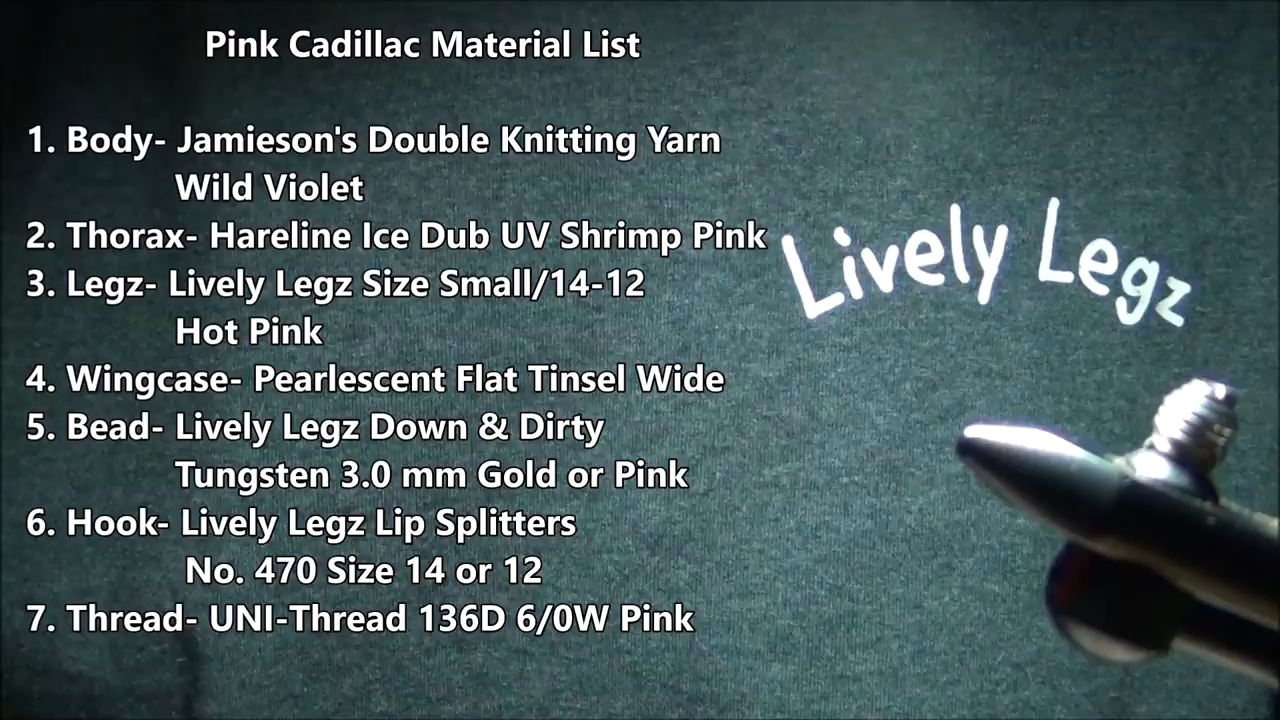 Pink Cadillac Material List
1. Body- Jamieson's Double Knitting Yarn
Wild Violet
2. Thorax- Hareline Ice Dub UV Shrimp Pink
3. Legz- Lively Legz Size Small/14-12
Hot Pink
4. Wingcase- Pearlescent Flat Tinsel Wide
5. Bead- Lively Legz Down & Dirty
Tungsten 3.0 mm Gold or Pink
6. Hook- Lively Legz Lip Splitters
No. 470 Size 14 or 12
7. Thread- UNI-Thread 136D 6/0W Pink
Lively Legz